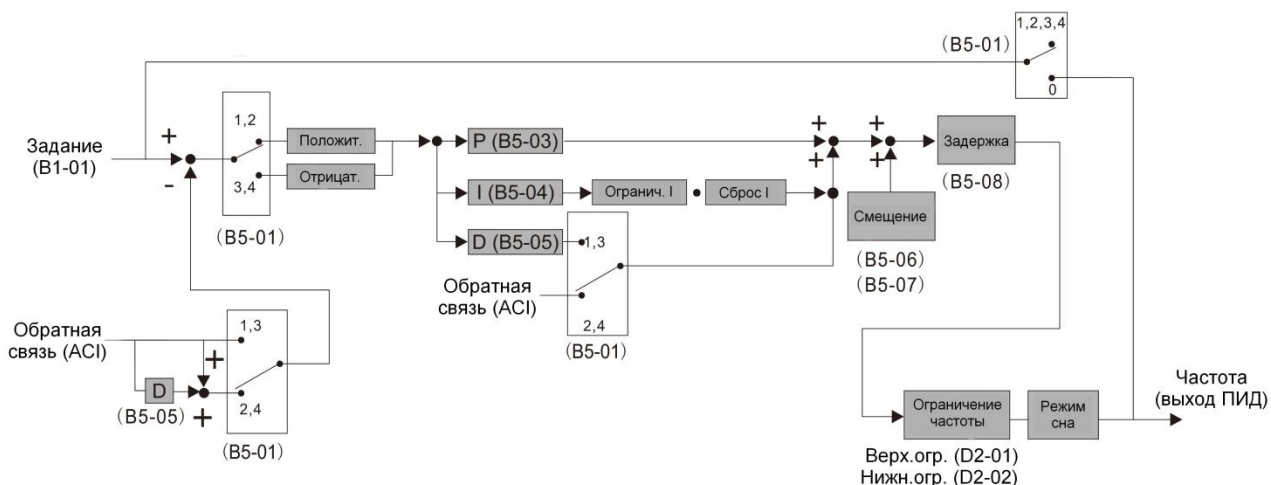 1,2,3,4
(B5-01)
0
Задание
(B1-01)
+
-
1,2
3,4
(B5-01)
Положит.
Отрицат.
P (B5-03)
I (B5-04)
Огранич. I
Сброс I
D (B5-05)
1,3
2,4
(B5-01)
Обратная
связь (ACI)
+
+
+
+
Смещение
(B5-06)
(B5-07)
Задержка
(B5-08)
Обратная
связь (ACI)
D
(B5-05)
+
+
1,3
2,4
(B5-01)
Ограничение
частоты
Верх.огр. (D2-01)
Нижн.огр. (D2-02)
Режим
сна
Частота
(выход ПИД)